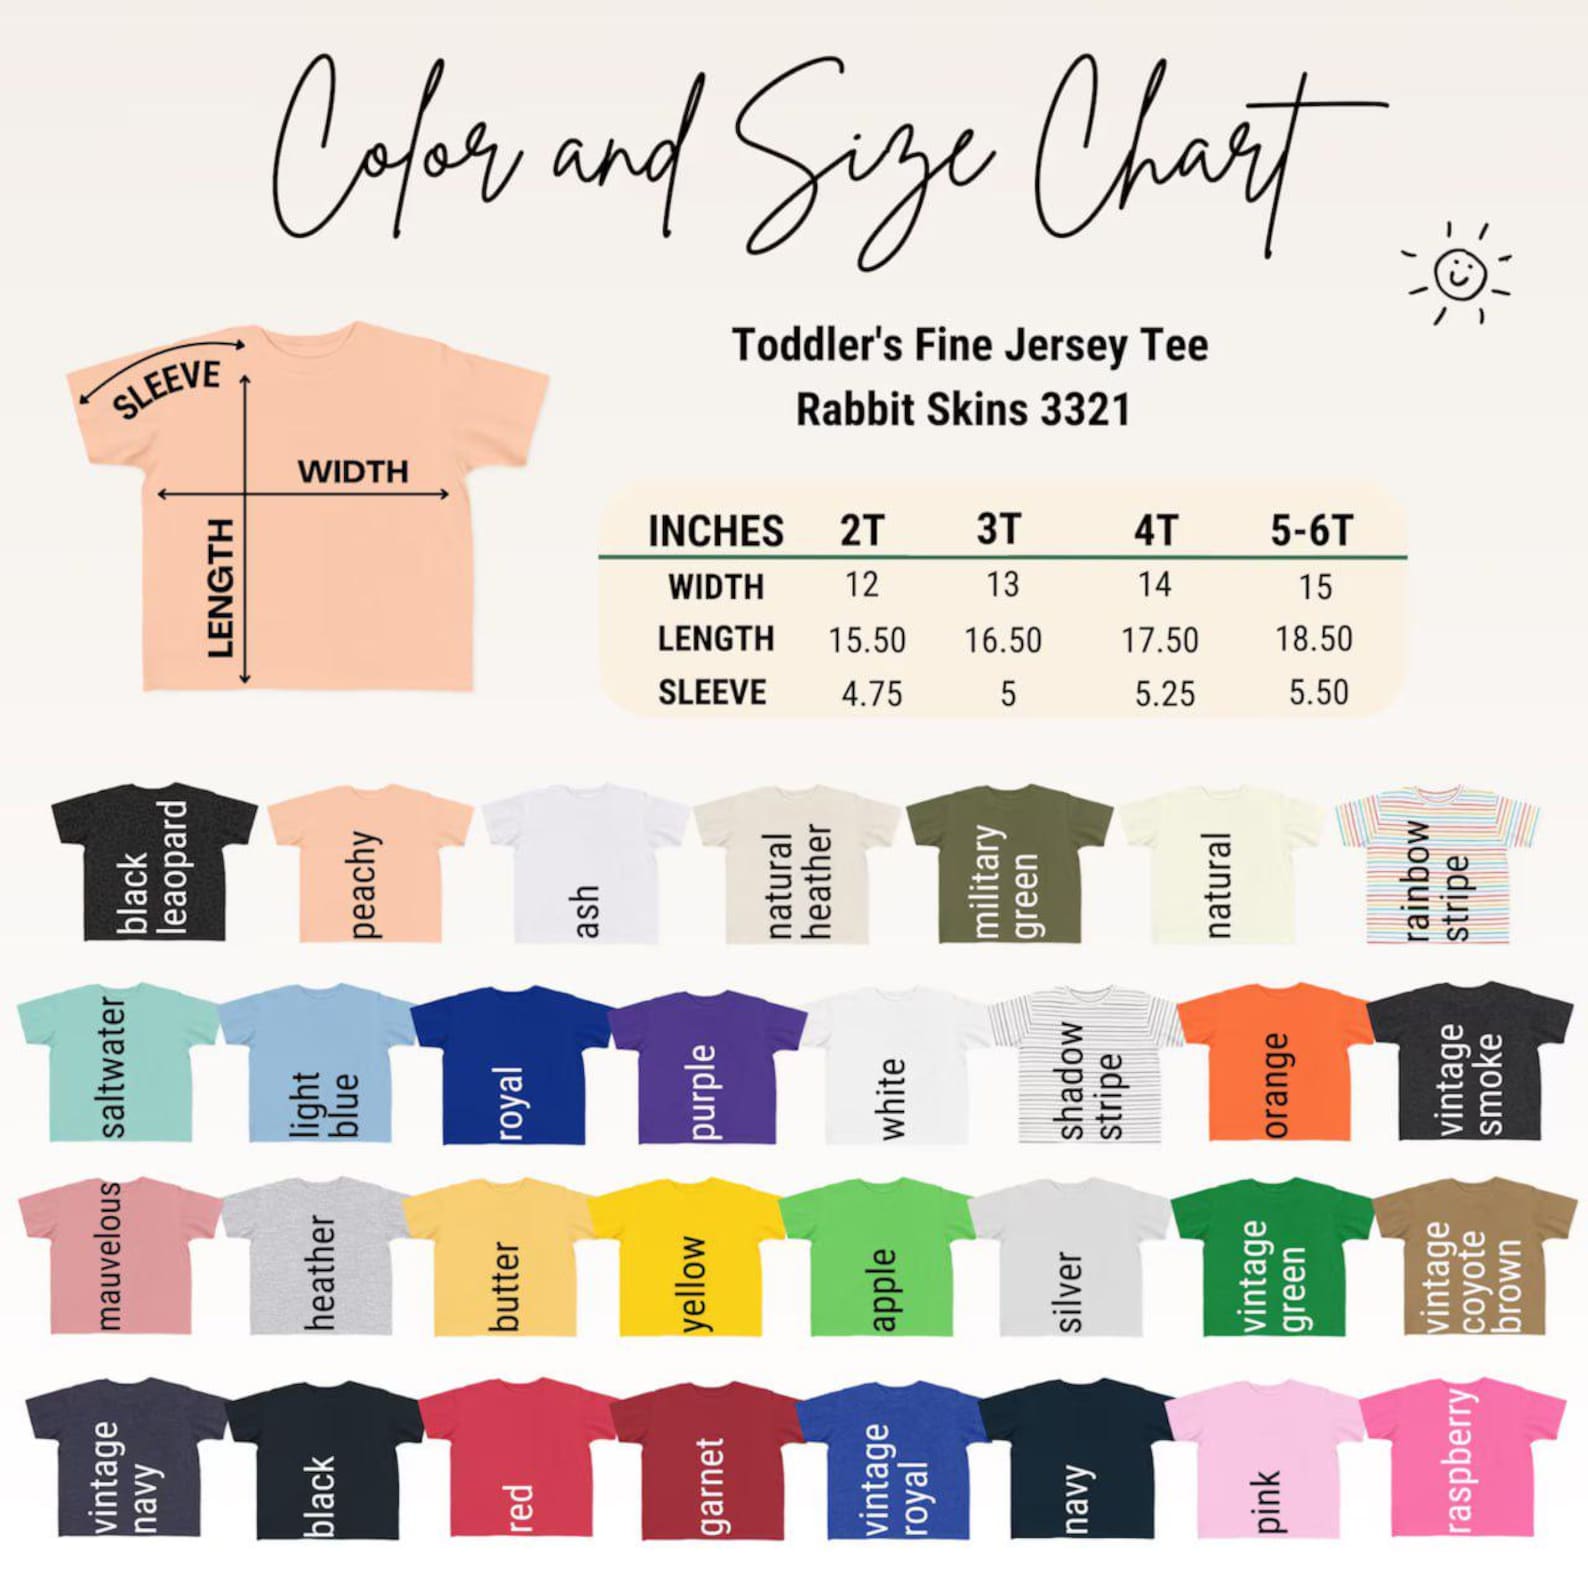 Color and Size Chart
SLEEVE
WIDTH
LENGTH
Toddler's Fine Jersey Tee
Rabbit Skins 3321
INCHES 2T 3T 4T 5-6T
WIDTH 12 13 14 15
LENGTH 15.50 16.50 17.50 18.50
SLEEVE 4.75 5 5.25 5.50
black
leaopard
peachy
ash
natural
heather
military
green
natural
rainbow
stripe
saltwater
light
blue
royal
purple
white
shadow
stripe
orange
vintage
smoke
mauvelous
heather
butter
yellow
apple
silver
vintage
green
vintage
coyote
brown
vintage
navy
black
red
garnet
vintage
royal
navy
pink
raspberry